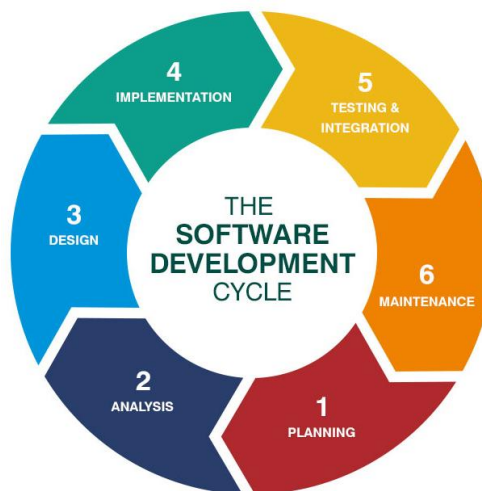 THE
SOFTWARE
DEVELOPMENT
CYCLE
1
PLANNING
2
ANALYSIS
3
DESIGN
4
IMPLEMENTATION
5
TESTING &
INTEGRATION
6
MAINTENANCE